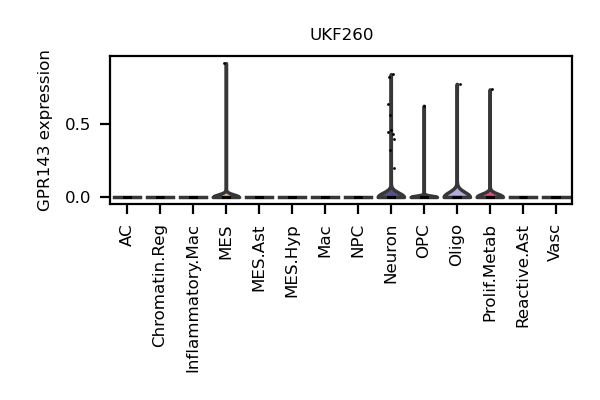 UKF260
GPR143 expression
0.5
0.0
AC
Chromatin.Reg
Inflammatory.Mac
MES
MES.Ast
MES.Hyp
Mac
NPC
Neuron
OPC
Oligo
Prolif.Metab
Reactive.Ast
Vasc